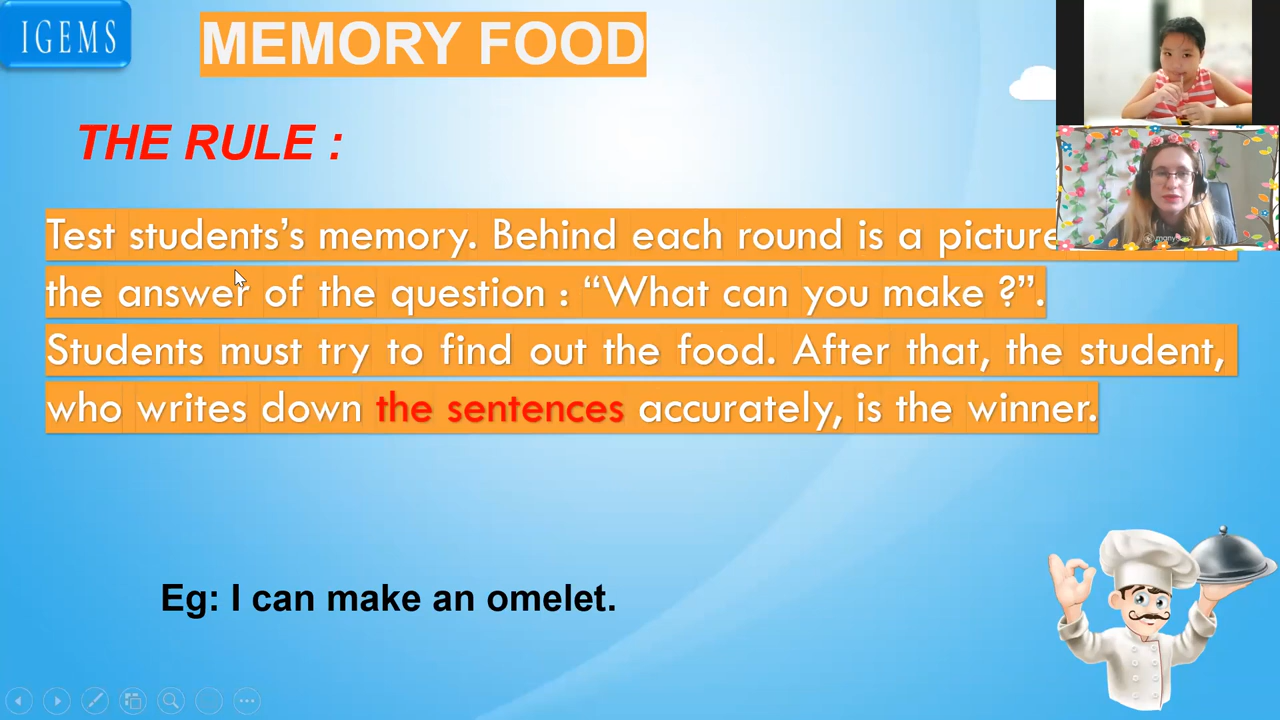 IGEMS
MEMORY FOOD
THE RULE :
Test students’s memory. Behind each round is a picture
the answer of the question : “What can you make ?”.
Students must try to find out the food. After that, the student,
who writes down the sentences accurately, is the winner.
Eg: I can make an omelet.